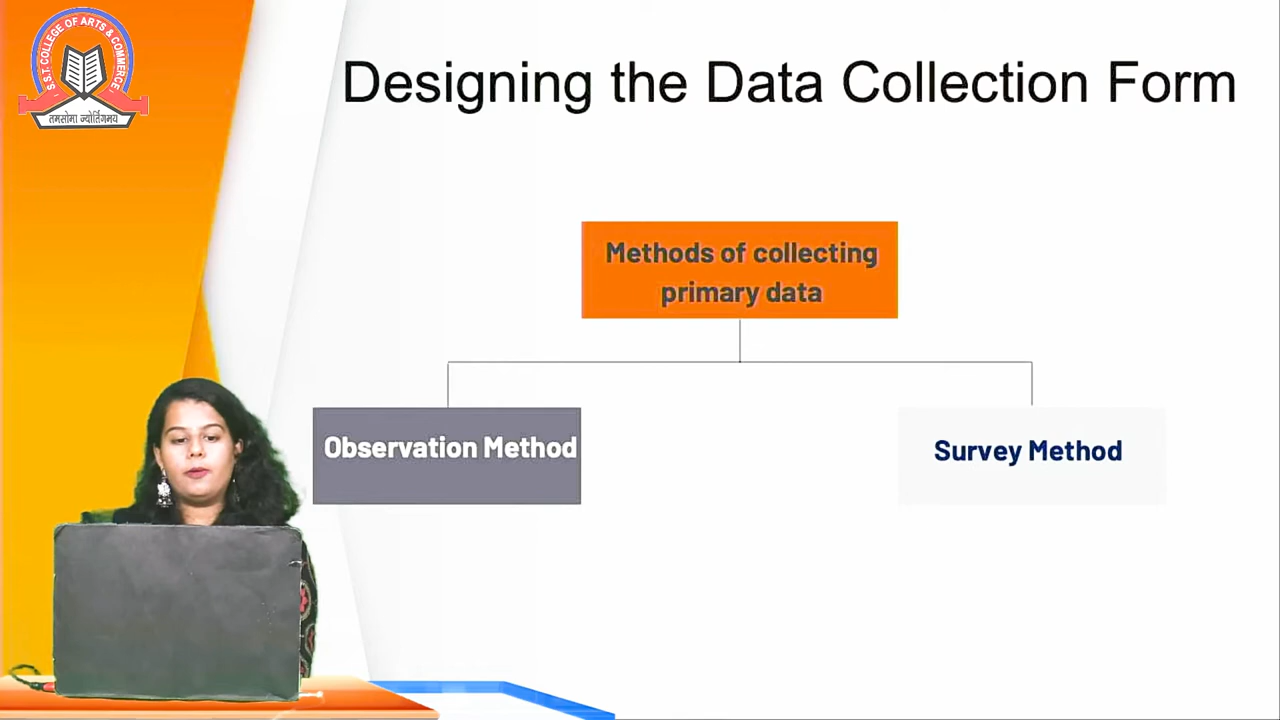 S.S.T. COLLEGE OF ARTS & COMMERCE
तमसोमा ज्योतिंगमय
Designing the Data Collection Form
Methods of collecting
primary data
Observation Method
Survey Method